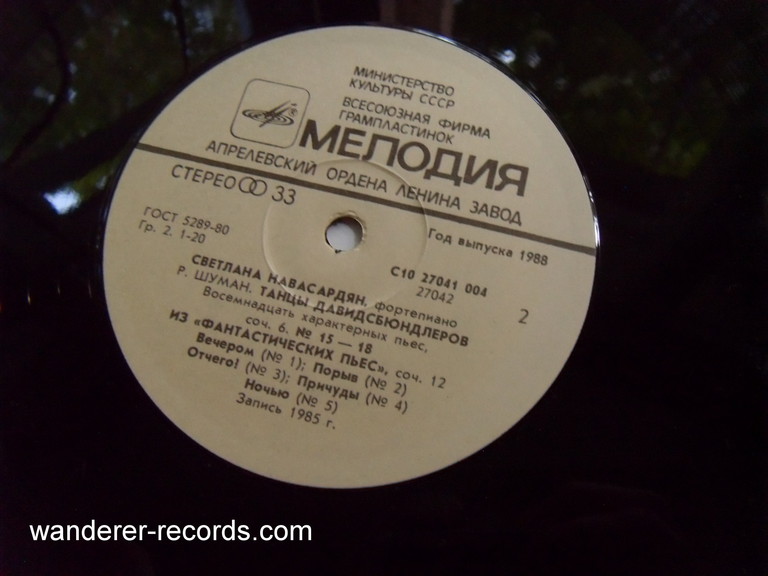 МИНИСТЕРСТВО
КУЛЬТУРЫ СССР
ВСЕСОЮЗНАЯ ФИРМА
ГРАМПЛАСТИНОК
МЕЛОДИЯ
АПРЕЛЕВСКИЙ ОРДЕНА ЛЕНИНА ЗАВОД
СТЕРЕО 33
ГОСТ 5289-80
Гр. 2. 1-20
Год выпуска 1988
С10 27041 004
27042
2
СВЕТЛАНА НАВАСАРДЯН, фортепиано
Р. ШУМАН. ТАНЦЫ ДАВИДСБЮНДЛЕРОВ
Восемнадцать характерных пьес,
соч. 6. № 15 — 18
ИЗ «ФАНТАСТИЧЕСКИХ ПЬЕС», соч. 12
Вечером (№ 1); Порыв (№ 2)
Отчего! (№ 3); Причуды (№ 4)
Ночью (№ 5)
Запись 1985 г.
wanderer-records.com